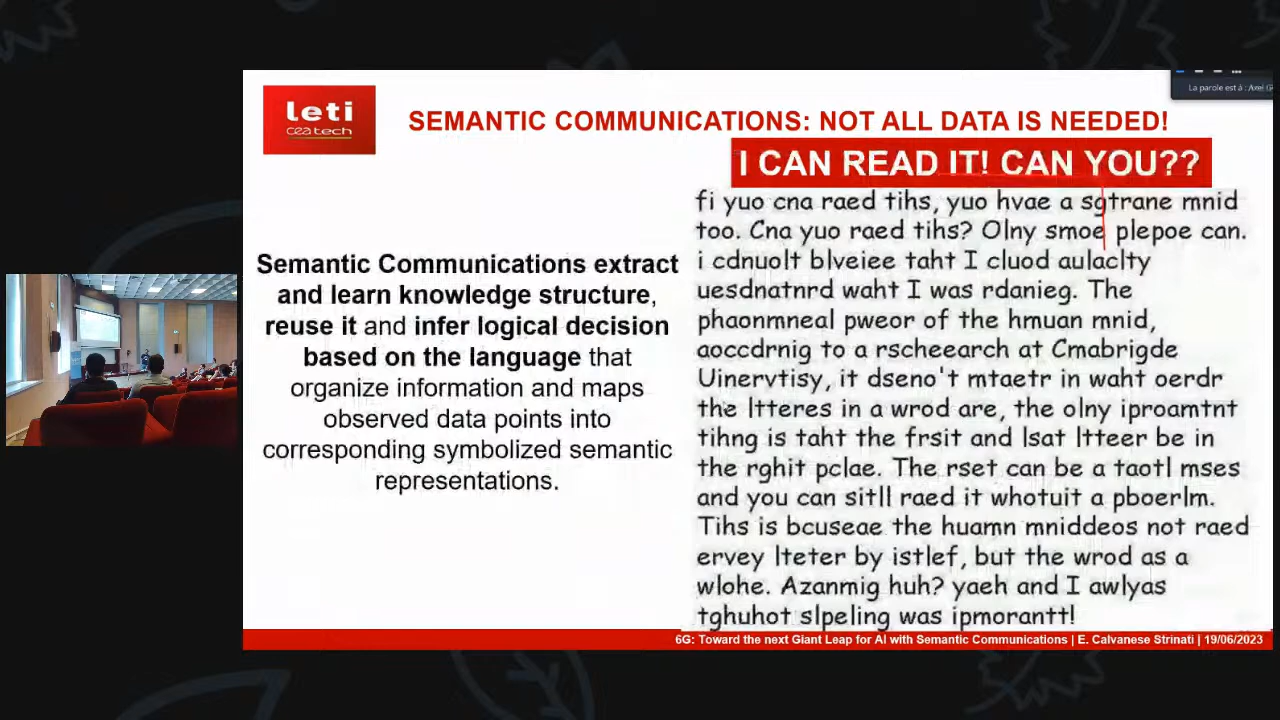 leti
ceatech
La parole est à : Axel
SEMANTIC COMMUNICATIONS: NOT ALL DATA IS NEEDED!
I CAN READ IT! CAN YOU??
Semantic Communications extract
and learn knowledge structure,
reuse it and infer logical decision
based on the language that
organize information and maps
observed data points into
corresponding symbolized semantic
representations.
fi yuo cna raed tihs, yuo hvae a sgtrane mnid
too. Cna yuo raed tihs? Olny smoe plepoe can.
i cdnuolt blveiee taht I cluod aulaclty
uesdnatnrd waht I was rdanieg. The
phaonmneal pweor of the hmuan mnid,
aoccdrnig to a rscheearch at Cmabrigde
Uinervtisy, it dseno't mtaetr in waht oerdr
the ltteres in a wrod are, the olny iproamtnt
tihng is taht the frsit and lsat ltteer be in
the rghit pclae. The rset can be a taotl mses
and you can sitll raed it whotuit a pboerlm.
Tihs is bcuseae the huamn mniddeos not raed
ervey lteter by istlef, but the wrod as a
wlohe. Azanmig huh? yaeh and I awlyas
tghuhot slpeling was ipmorantt!
6G: Toward the next Giant Leap for AI with Semantic Communications | E. Calvanese Strinati | 19/06/2023